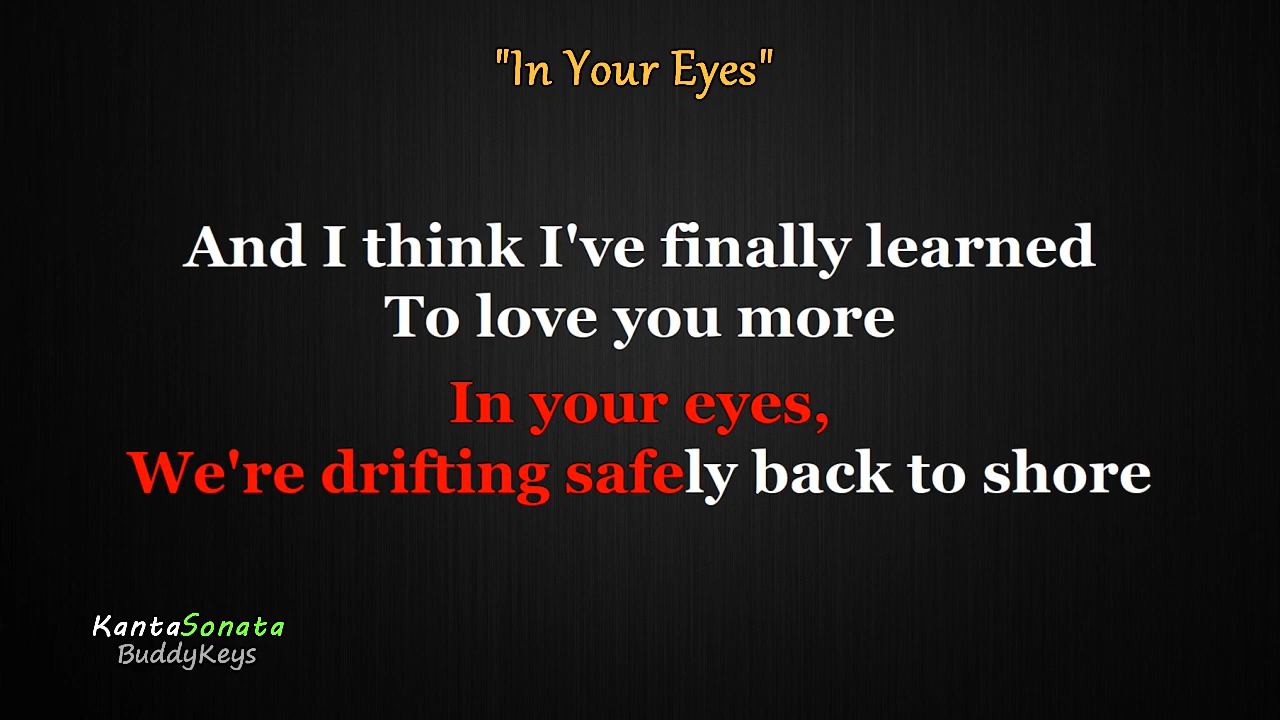 "In Your Eyes"
And I think I've finally learned
To love you more
In your eyes,
We're drifting safely back to shore
KantaSonata
BuddyKeys